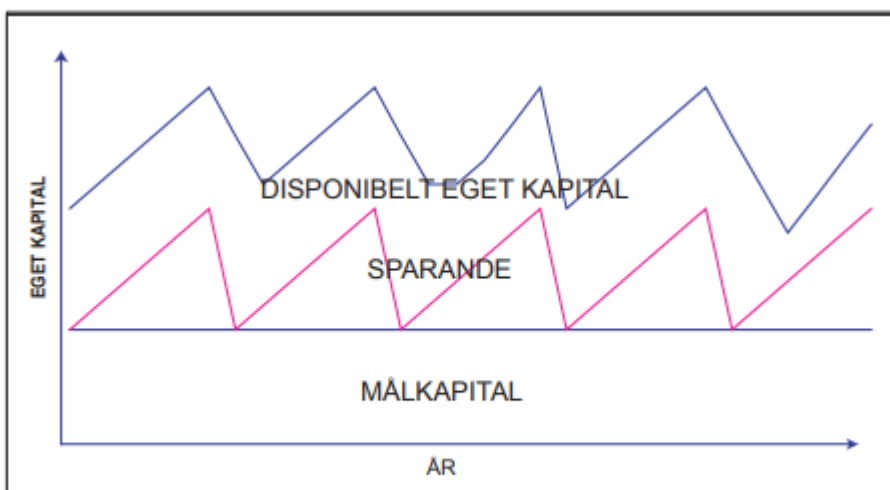 EGET KAPITAL
DISPONIBELT EGET KAPITAL
SPARANDE
MÅLKAPITAL
ÅR